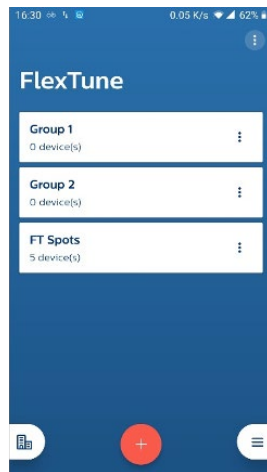 16:30 0.05 K/s 62%
FlexTune
Group 1
0 device(s)
Group 2
0 device(s)
FT Spots
5 device(s)